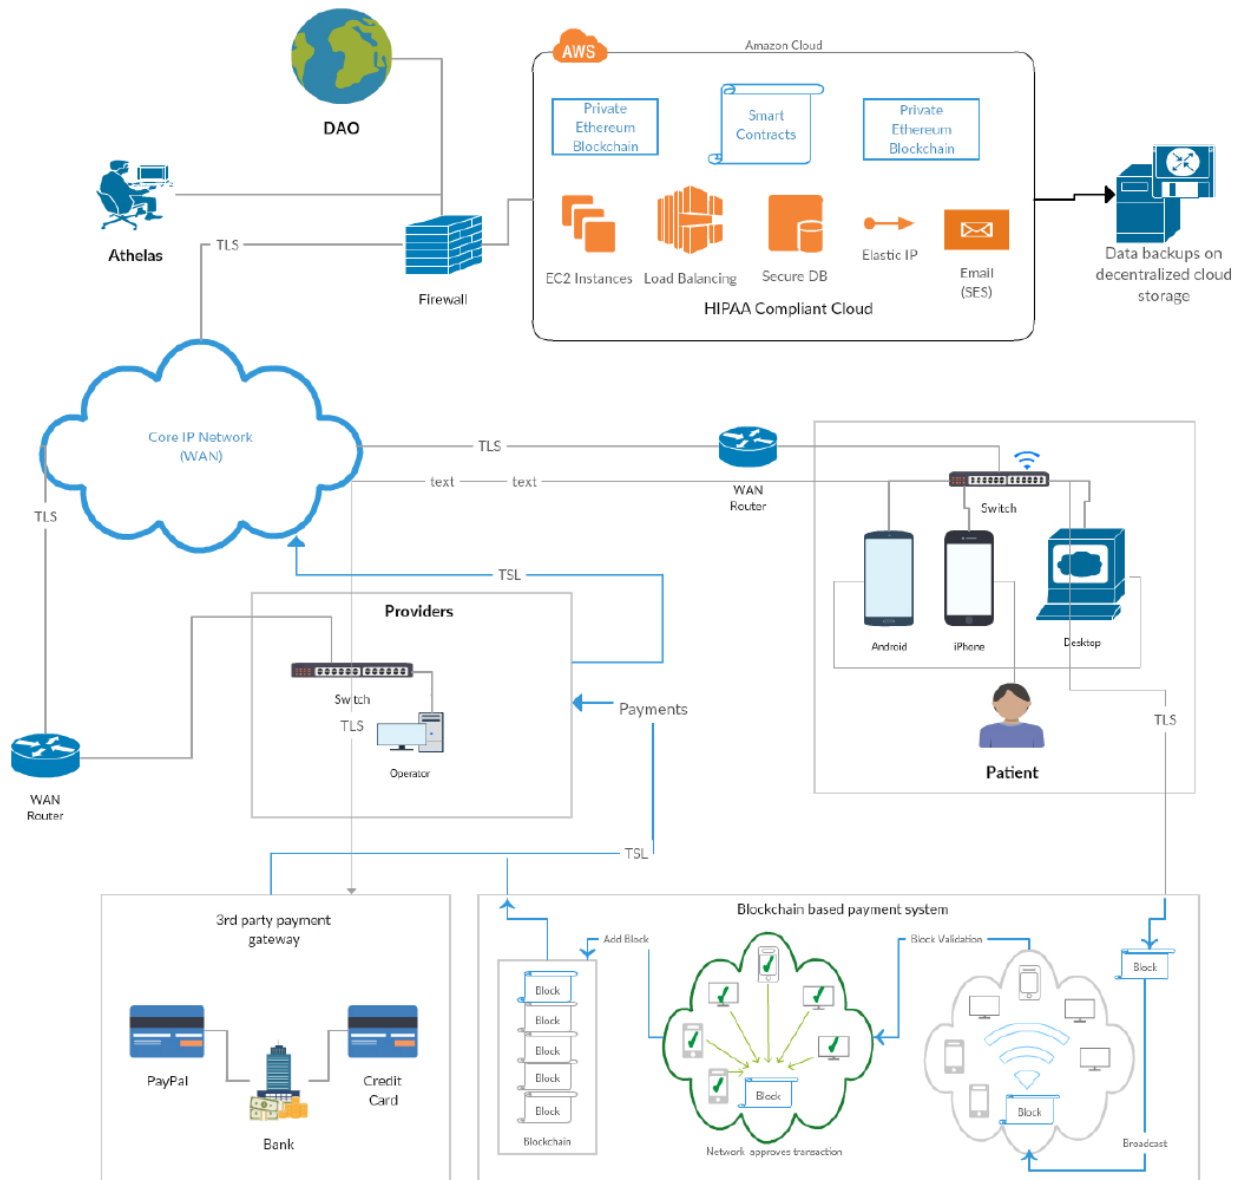 AWS
Amazon Cloud
DAO
Private
Ethereum
Blockchain
Smart
Contracts
Private
Ethereum
Blockchain
Athelas
TLS
Firewall
EC2 Instances
Load Balancing
Secure DB
Elastic IP
Email
(SES)
HIPAA Compliant Cloud
Data backups on
decentralized cloud
storage
Core IP Network
(WAN)
TLS
WAN
Router
text
text
Switch
TLS
TSL
Android
iPhone
Desktop
Providers
Switch
TLS
Operator
Payments
Patient
TLS
WAN
Router
TSL
3rd party payment
gateway
PayPal
Credit
Card
Bank
Blockchain based payment system
Add Block
Block Validation
Block
Block
Block
Block
Block
Block
Blockchain
Block
Network approves transaction
Block
Broadcast